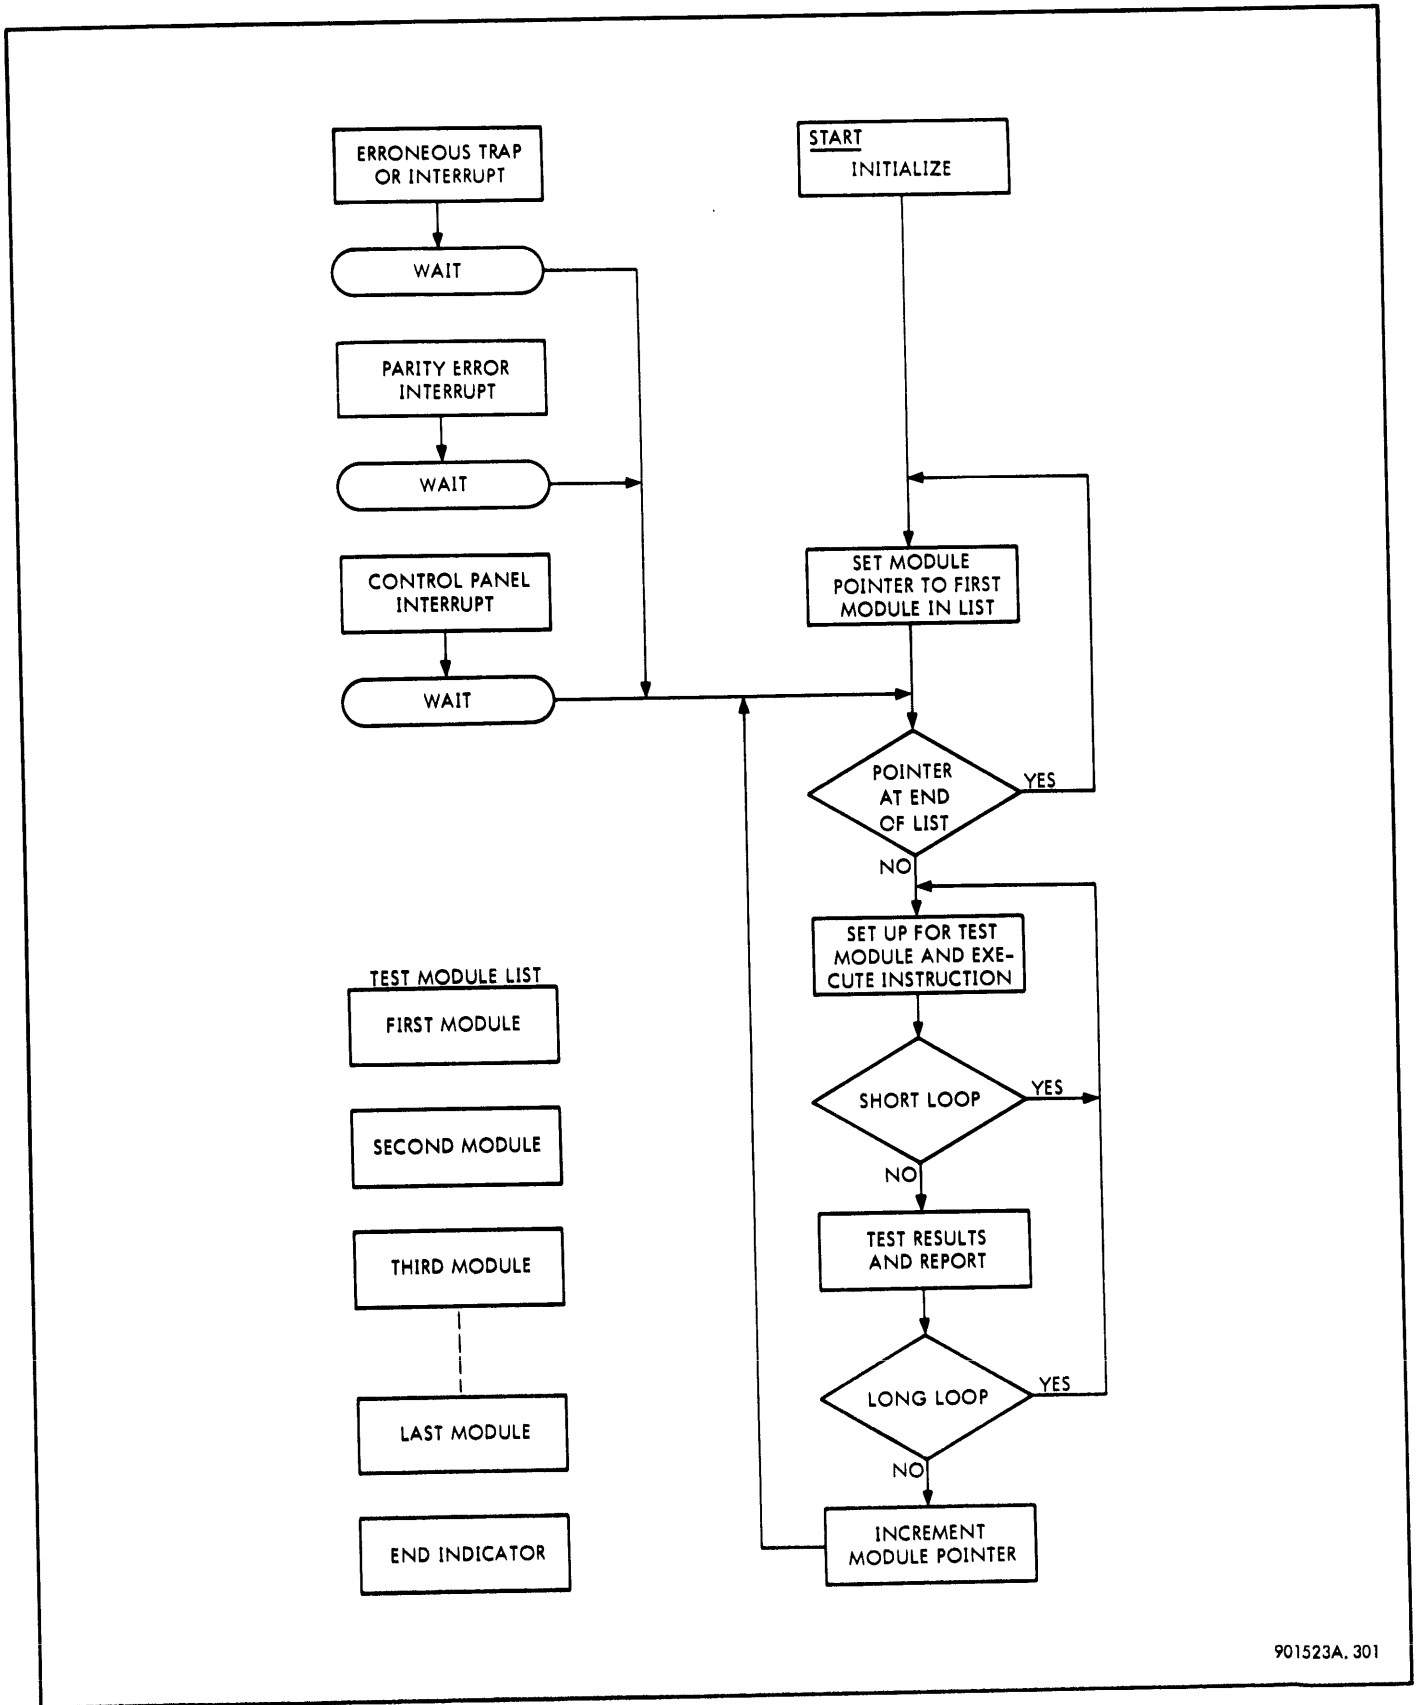 ERRONEOUS TRAP
OR INTERRUPT
WAIT
PARITY ERROR
INTERRUPT
WAIT
CONTROL PANEL
INTERRUPT
WAIT
START
INITIALIZE
SET MODULE
POINTER TO FIRST
MODULE IN LIST
POINTER
AT END
OF LIST
YES
NO
SET UP FOR TEST
MODULE AND EXE-
CUTE INSTRUCTION
SHORT LOOP
YES
NO
TEST RESULTS
AND REPORT
LONG LOOP
YES
NO
INCREMENT
MODULE POINTER
TEST MODULE LIST
FIRST MODULE
SECOND MODULE
THIRD MODULE
LAST MODULE
END INDICATOR
901523A. 301